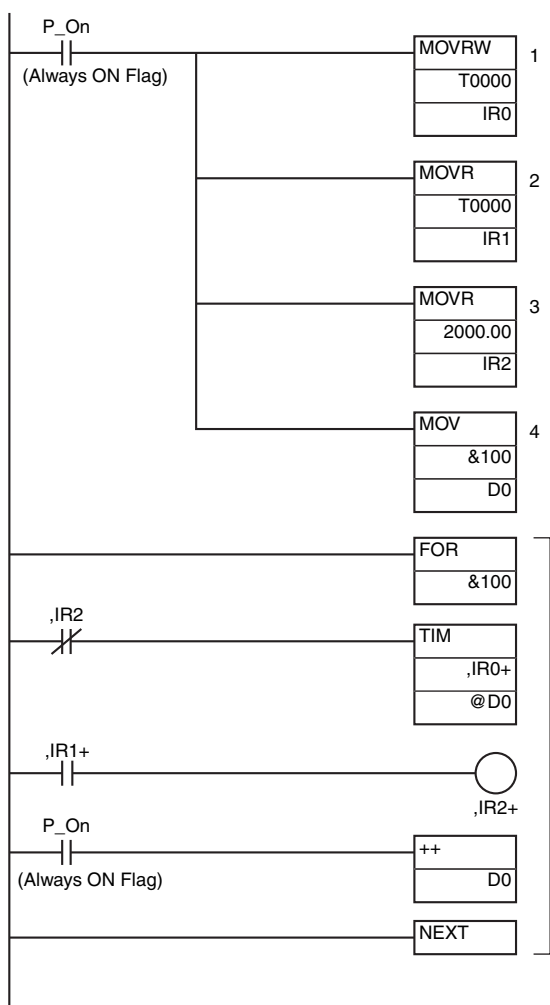 P_On
(Always ON Flag)
MOVRW 1
T0000
IR0
MOVR 2
T0000
IR1
MOVR 3
2000.00
IR2
MOV 4
&100
D0
FOR
&100
,IR2
TIM
,IR0+
@D0
,IR1+
,IR2+
P_On
(Always ON Flag)
++
D0
NEXT